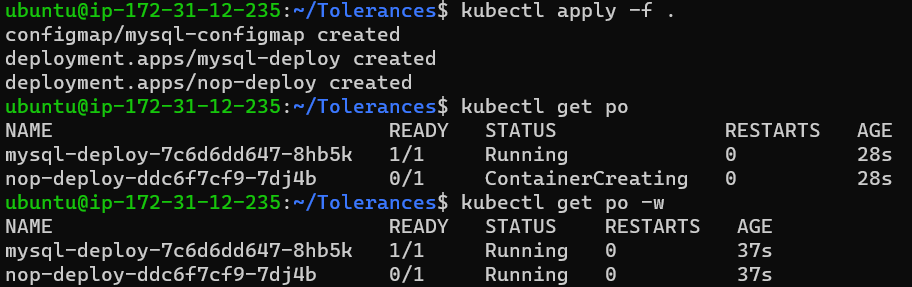 ubuntu@ip-172-31-12-235:~/Tolerances$ kubectl apply -f .
configmap/mysql-configmap created
deployment.apps/mysql-deploy created
deployment.apps/nop-deploy created
ubuntu@ip-172-31-12-235:~/Tolerances$ kubectl get po
NAME READY STATUS RESTARTS AGE
mysql-deploy-7c6d6dd647-8hb5k 1/1 Running 0 28s
nop-deploy-ddc6f7cf9-7dj4b 0/1 ContainerCreating 0 28s
ubuntu@ip-172-31-12-235:~/Tolerances$ kubectl get po -w
NAME READY STATUS RESTARTS AGE
mysql-deploy-7c6d6dd647-8hb5k 1/1 Running 0 37s
nop-deploy-ddc6f7cf9-7dj4b 0/1 Running 0 37s